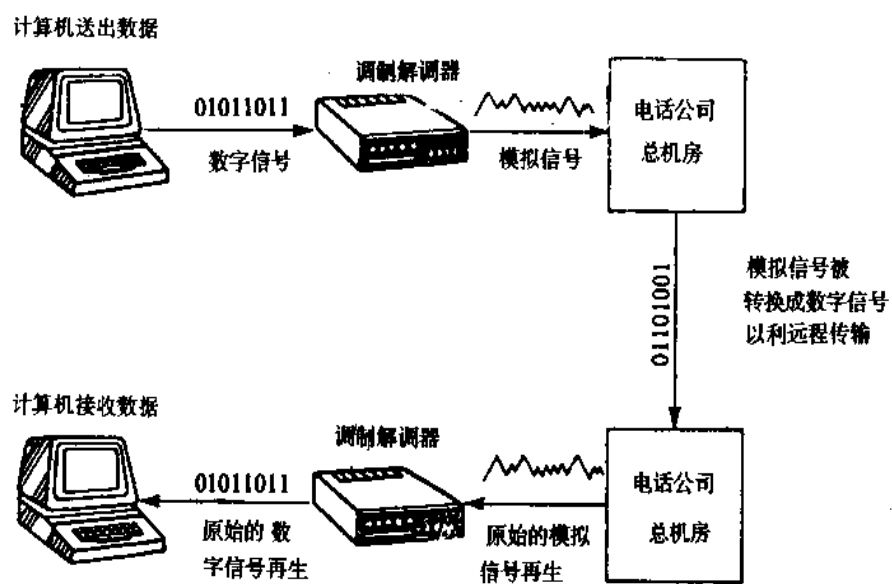 计算机送出数据
调制解调器
01011011
数字信号
模拟信号
电话公司
总机房
01101001
模拟信号被
转换成数字信号
以利远程传输
计算机接收数据
调制解调器
01011011
原始的 数
字信号再生
原始的模拟
信号再生
电话公司
总机房